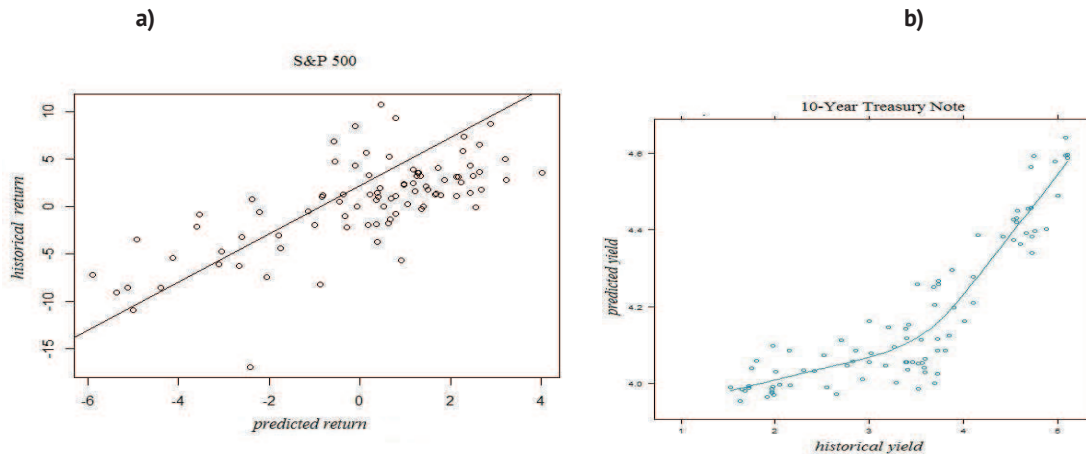 a)
b)
S&P 500
historical return
10
5
0
-5
-10
-15
-6
-4
-2
0
2
4
predicted return
10-Year Treasury Note
predicted yield
4.6
4.4
4.2
4.0
1
2
3
4
5
historical yield